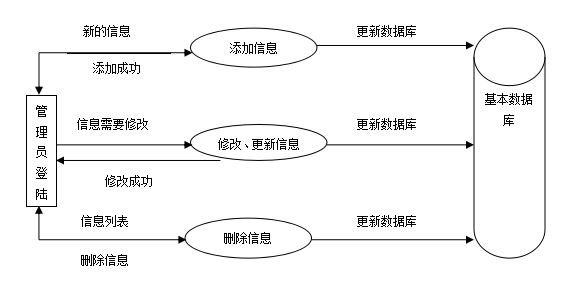 新的信息
添加信息
更新数据库
添加成功
基本数据
库
管
理
员
登
陆
信息需要修改
修改、更新信息
更新数据库
修改成功
信息列表
删除信息
更新数据库
删除信息